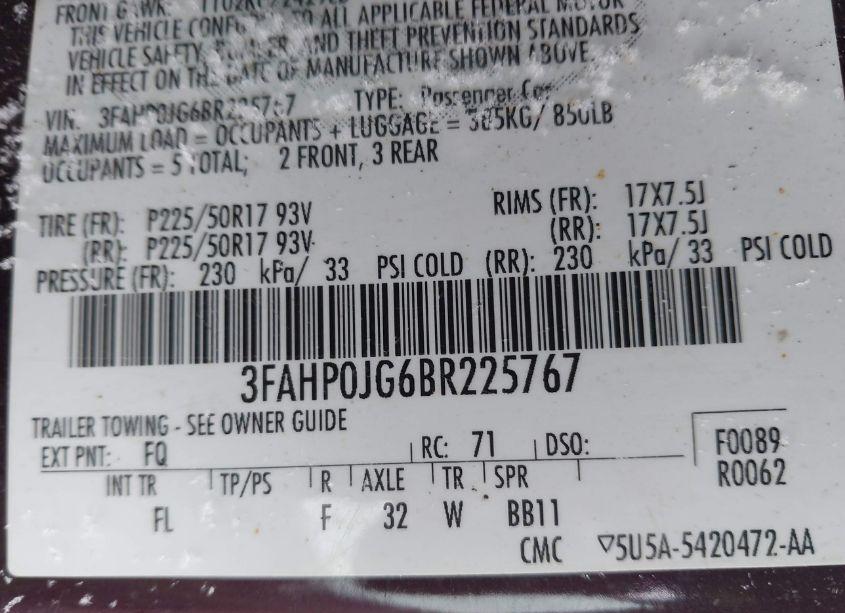 FRONT GAWR:
THIS VEHICLE CONFORMS TO ALL APPLICABLE FEDERAL MOTOR
VEHICLE SAFETY, AND THEFT PREVENTION STANDARDS
IN EFFECT ON THE DATE OF MANUFACTURE SHOWN ABOVE
VIN: 3FAHP0JG6BR225767 TYPE: Passenger Car
MAXIMUM LOAD = OCCUPANTS + LUGGAGE = 385KG/ 850LB
OCCUPANTS = 5 TOTAL; 2 FRONT, 3 REAR
TIRE (FR): P225/50R17 93V RIMS (FR): 17X7.5J
(RR): P225/50R17 93V (RR): 17X7.5J
PRESSURE (FR): 230 kPa/ 33 PSI COLD (RR): 230 kPa/ 33 PSI COLD
3FAHP0JG6BR225767
TRAILER TOWING - SEE OWNER GUIDE
EXT PNT: FQ RC: 71 DSO: F0089
R0062
INT TR TP/PS R AXLE TR SPR
FL F 32 W BB11
CMC ▽5U5A-5420472-AA